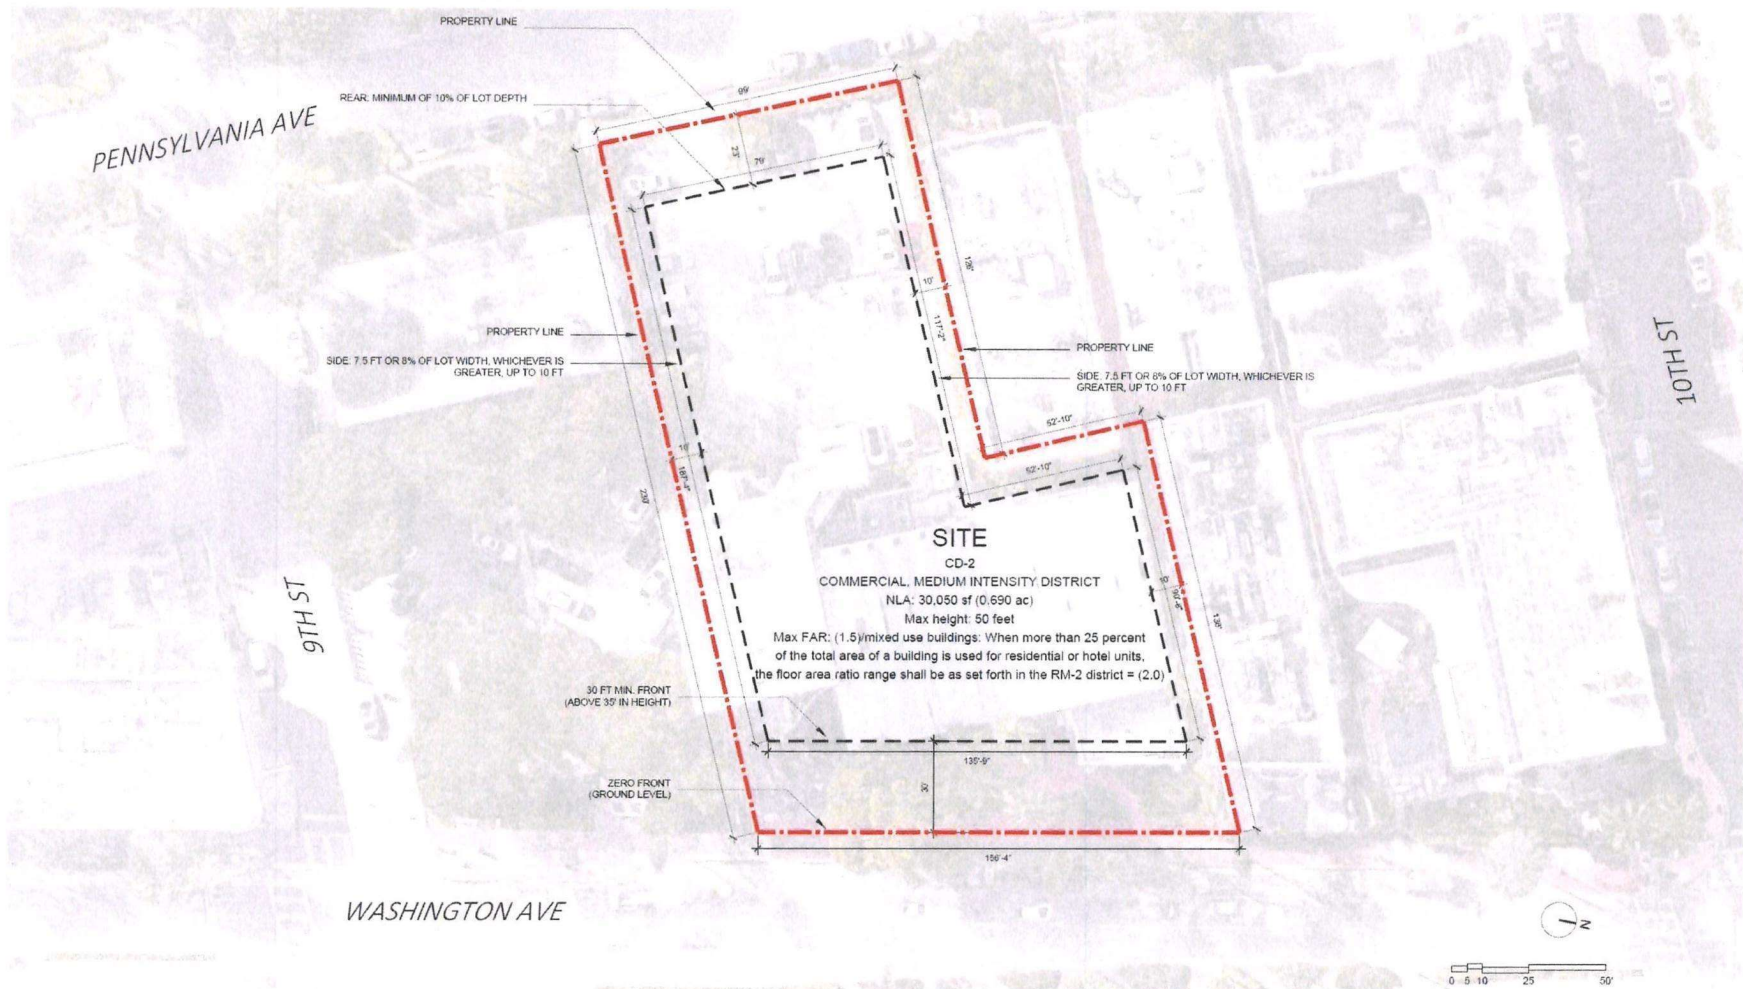 PROPERTY LINE
REAR: MINIMUM OF 10% OF LOT DEPTH
PENNSYLVANIA AVE
99'
23'
79'
128'
10'
117'-2"
PROPERTY LINE
SIDE: 7.5 FT OR 8% OF LOT WIDTH, WHICHEVER IS
GREATER, UP TO 10 FT
PROPERTY LINE
SIDE: 7.5 FT OR 8% OF LOT WIDTH, WHICHEVER IS
GREATER, UP TO 10 FT
10TH ST
52'-10"
52'-10"
10'
187'-4"
239'
SITE
CD-2
COMMERCIAL, MEDIUM INTENSITY DISTRICT
NLA: 30,050 sf (0.690 ac)
Max height: 50 feet
Max FAR: (1.5)/mixed use buildings: When more than 25 percent
of the total area of a building is used for residential or hotel units,
the floor area ratio range shall be as set forth in the RM-2 district = (2.0)
10'
9TH ST
30 FT MIN. FRONT
(ABOVE 35' IN HEIGHT)
135'-9"
ZERO FRONT
(GROUND LEVEL)
30'
156'-4"
WASHINGTON AVE
N
0 5 10 25 50'